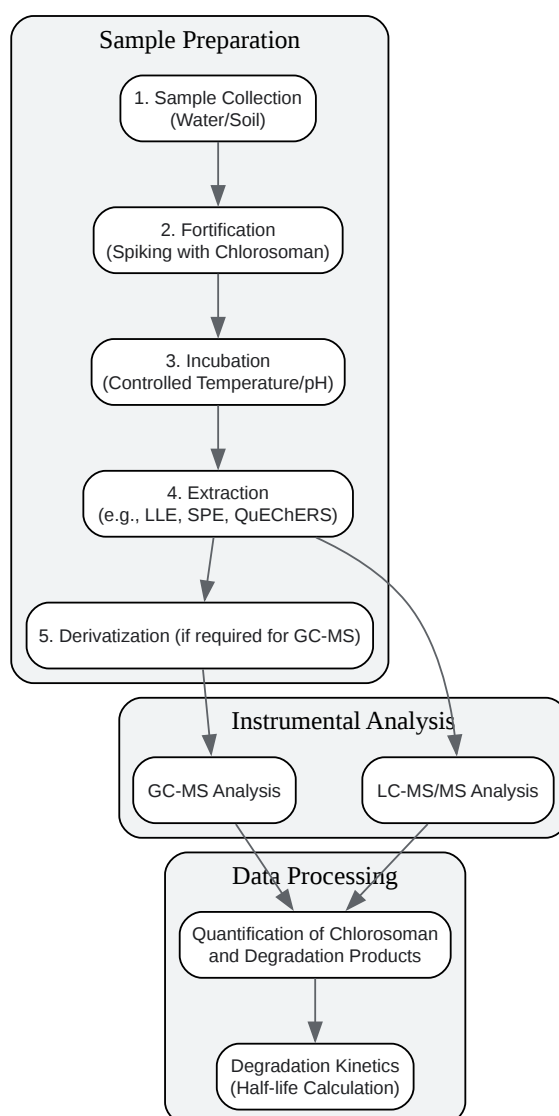 Sample Preparation
1. Sample Collection
(Water/Soil)
2. Fortification
(Spiking with Chlorosoman)
3. Incubation
(Controlled Temperature/pH)
4. Extraction
(e.g., LLE, SPE, QuEChERS)
5. Derivatization (if required for GC-MS)
Instrumental Analysis
GC-MS Analysis
LC-MS/MS Analysis
Data Processing
Quantification of Chlorosoman
and Degradation Products
Degradation Kinetics
(Half-life Calculation)